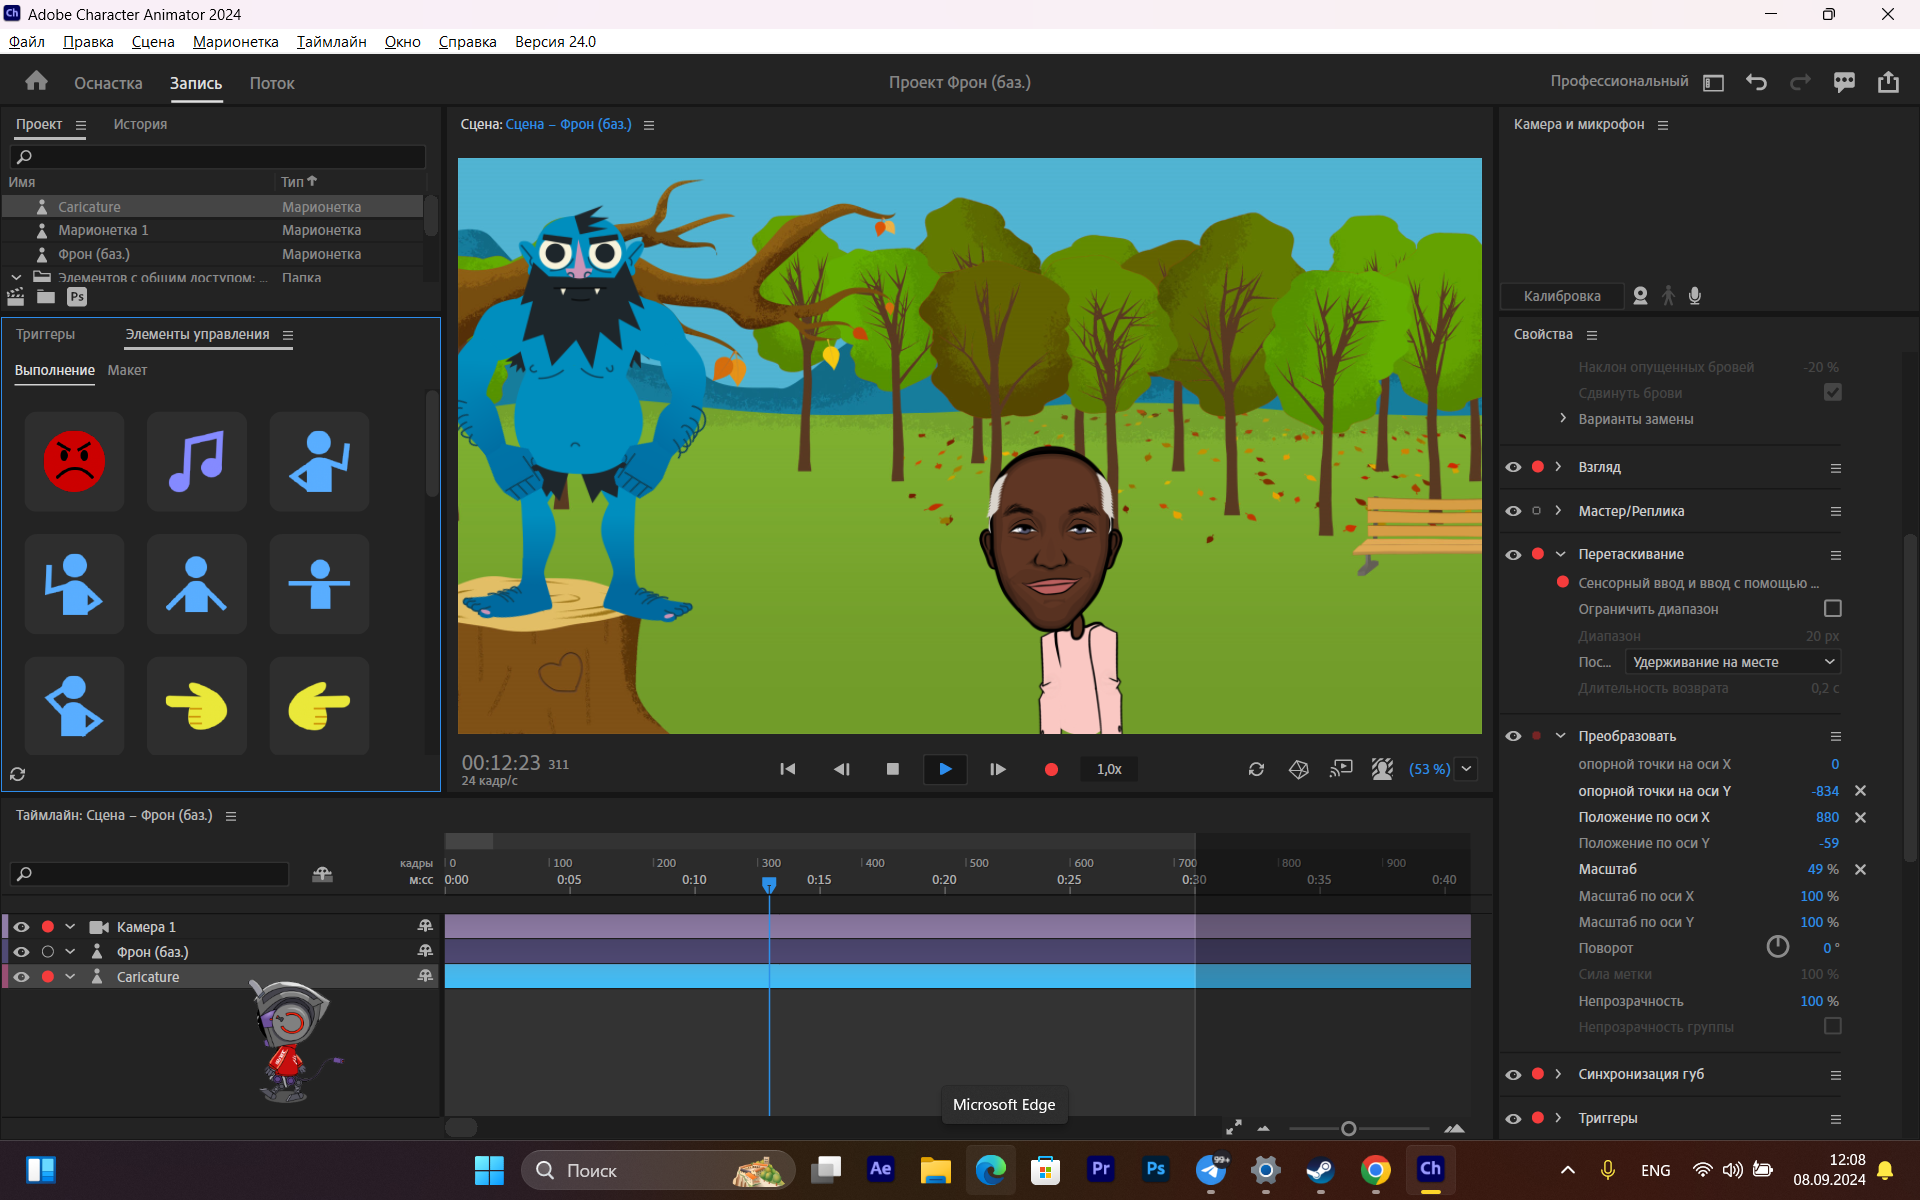 Ch Adobe Character Animator 2024
Файл Правка Сцена Марионетка Таймлайн Окно Справка Версия 24.0
Оснастка Запись Поток
Проект Фрон (баз.)
Профессиональный
Проект История
Имя Тип
Caricature Марионетка
Марионетка 1 Марионетка
Фрон (баз.) Марионетка
Элементов с общим доступом: ... Папка
Ps
Триггеры Элементы управления
Выполнение Макет
Сцена: Сцена – Фрон (баз.)
00:12:23 311
24 кадр/с
1,0x
(53 %)
Камера и микрофон
Калибровка
Свойства
Наклон опущенных бровей -20 %
Сдвинуть брови
Варианты замены
Взгляд
Мастер/Реплика
Перетаскивание
Сенсорный ввод и ввод с помощью ...
Ограничить диапазон
Диапазон 20 px
Пос... Удерживание на месте
Длительность возврата 0,2 с
Преобразовать
опорной точки на оси X 0
опорной точки на оси Y -834
Положение по оси X 880
Положение по оси Y -59
Масштаб 49 %
Масштаб по оси X 100 %
Масштаб по оси Y 100 %
Поворот 0 °
Сила метки 100 %
Непрозрачность 100 %
Непрозрачность группы
Синхронизация губ
Триггеры
Таймлайн: Сцена – Фрон (баз.)
кадры 0 100 200 300 400 500 600 700 800 900
м:сс 0:00 0:05 0:10 0:15 0:20 0:25 0:30 0:35 0:40
Камера 1
Фрон (баз.)
Caricature
Microsoft Edge
Поиск
Ae
Pr
Ps
99+
Ch
ENG
12:08
08.09.2024